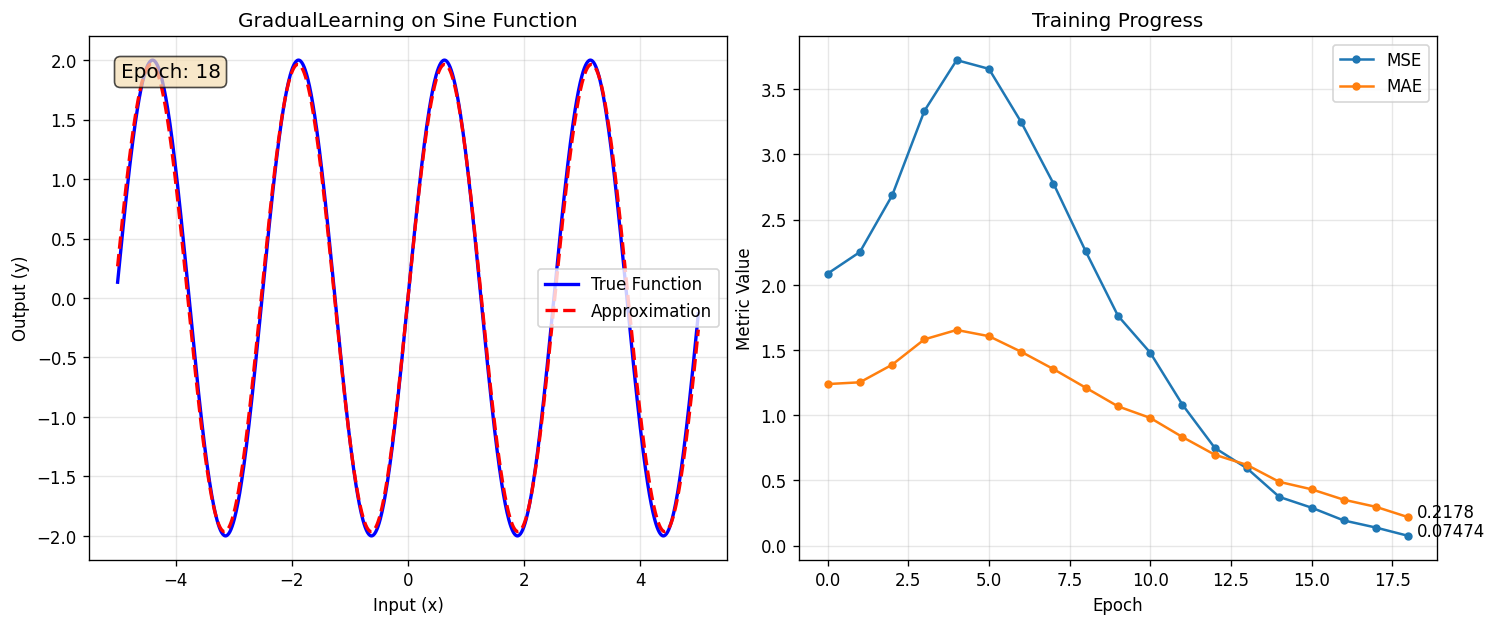 GradualLearning on Sine Function
Epoch: 18
Output (y)
2.0
1.5
1.0
0.5
0.0
−0.5
−1.0
−1.5
−2.0
True Function
Approximation
−4
−2
0
2
4
Input (x)
Training Progress
MSE
MAE
Metric Value
3.5
3.0
2.5
2.0
1.5
1.0
0.5
0.0
0.2178
0.07474
0.0
2.5
5.0
7.5
10.0
12.5
15.0
17.5
Epoch